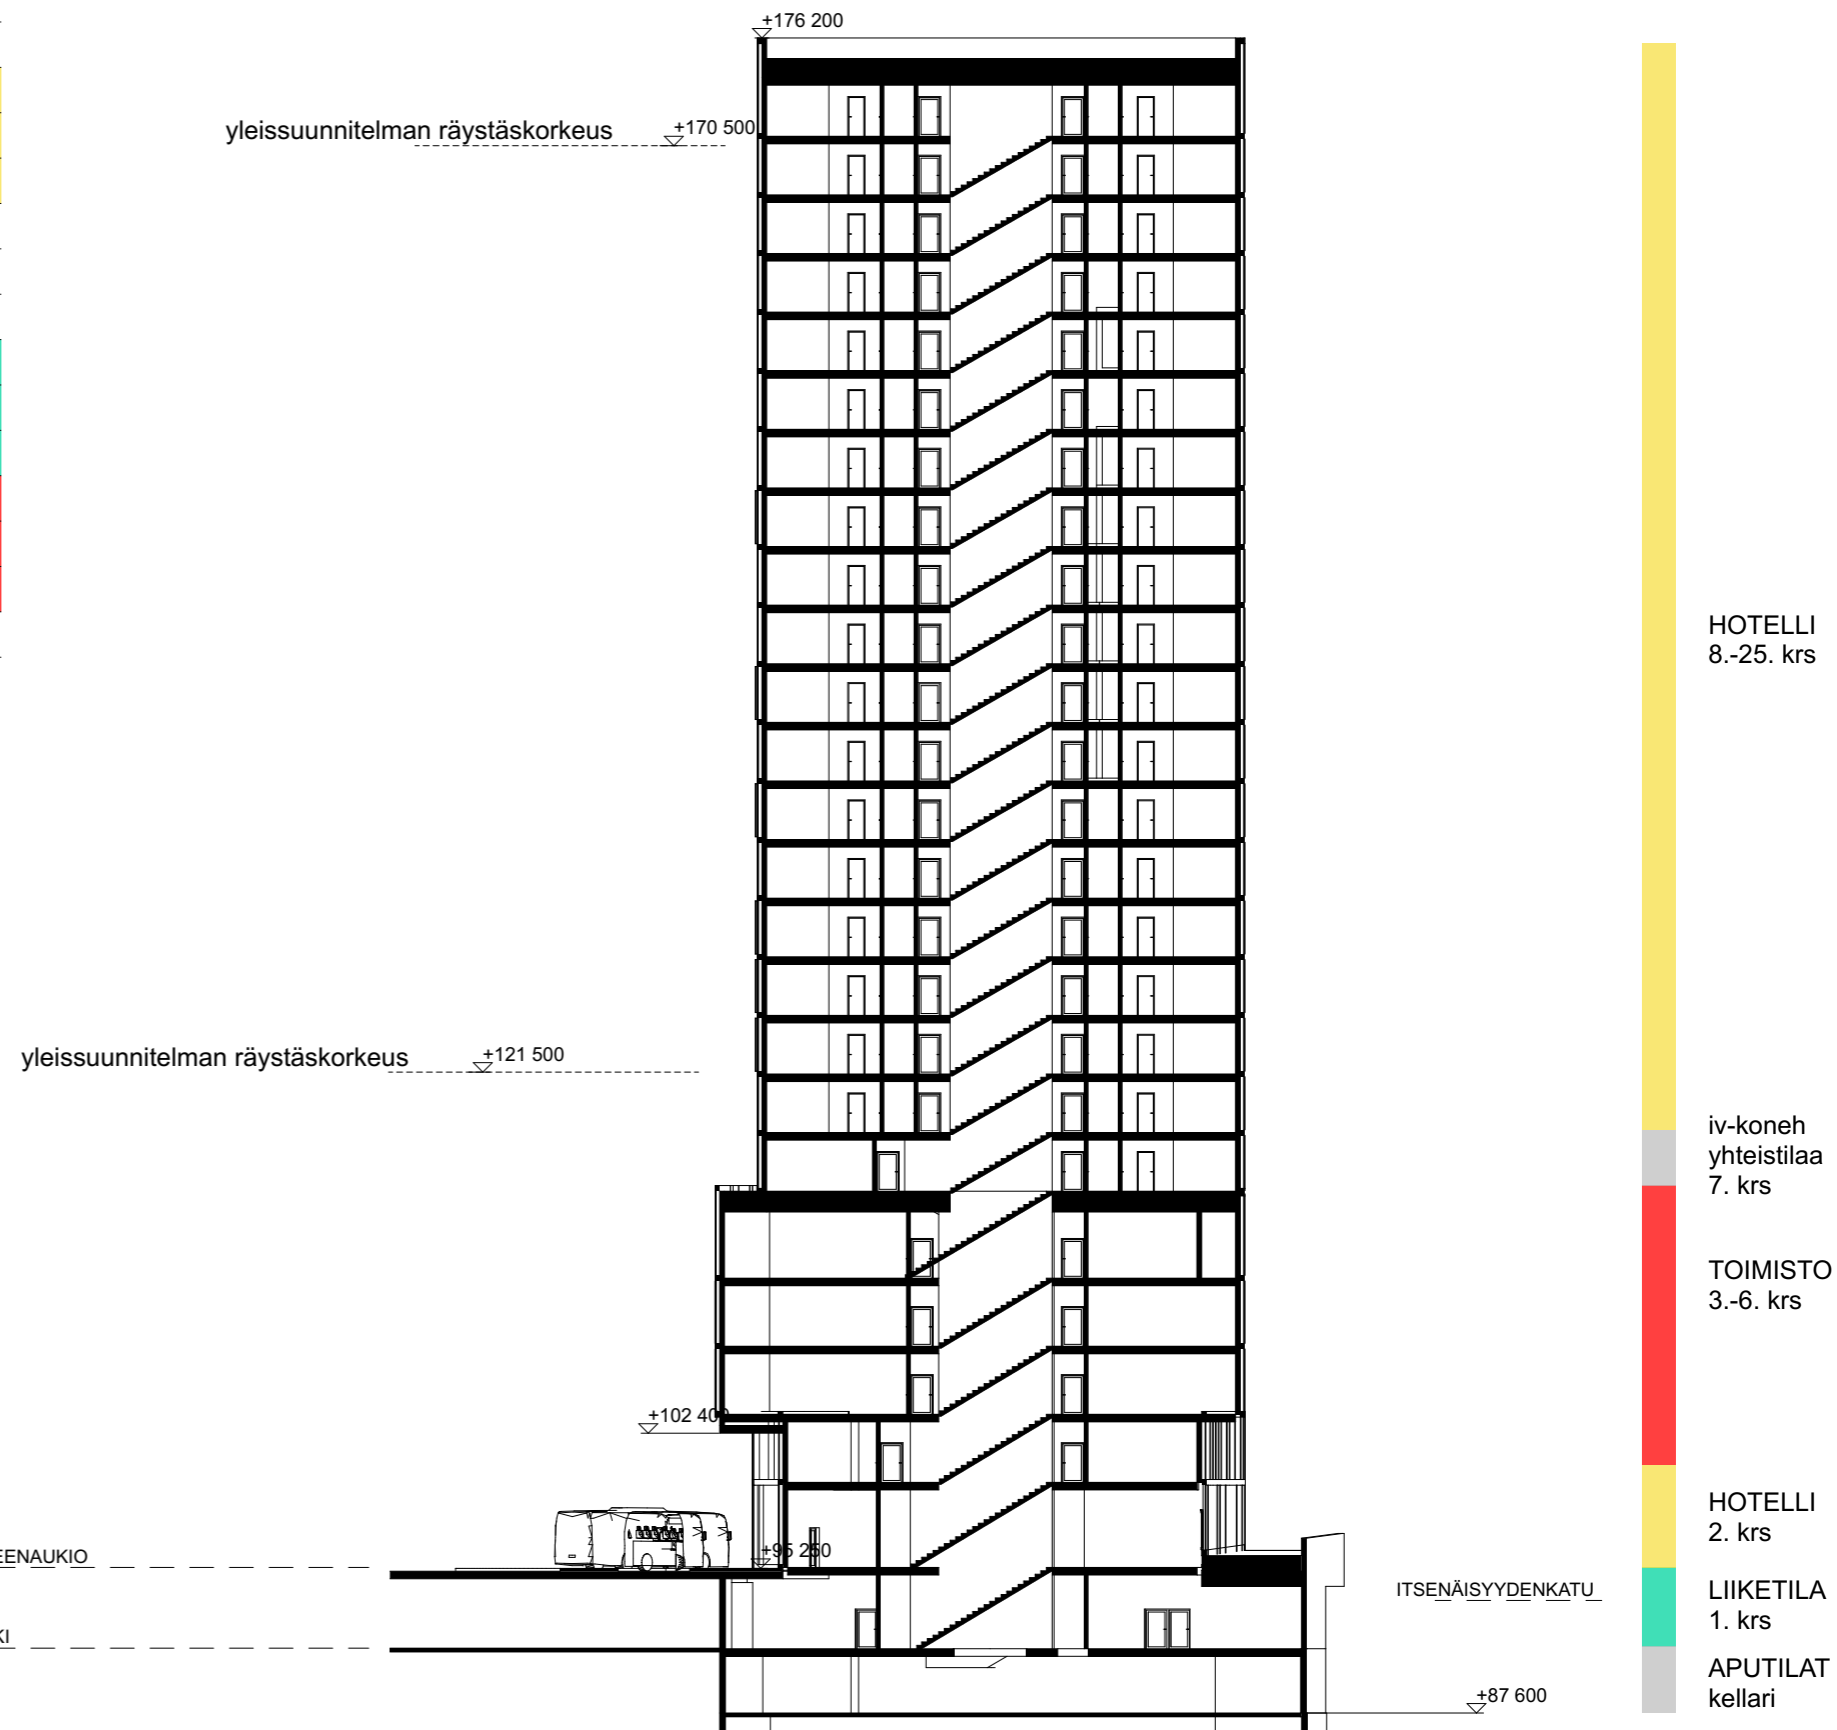 +176 200
yleissuunnitelman räystäskorkeus
+170 500
HOTELLI
8.-25. krs
yleissuunnitelman räystäskorkeus
+121 500
iv-koneh
yhteistilaa
7. krs
TOIMISTO
3.-6. krs
+102 400
HOTELLI
2. krs
EENAUKIO
+95 250
ITSENÄISYYDENKATU
LIIKETILA
1. krs
KI
APUTILAT
kellari
+87 600